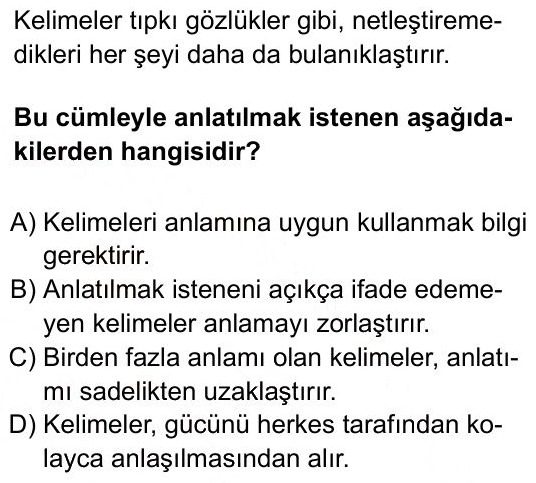 Kelimeler tıpkı gözlükler gibi, netleştireme-
dikleri her şeyi daha da bulanıklaştırır.
Bu cümleyle anlatılmak istenen aşağıda-
kilerden hangisidir?
A) Kelimeleri anlamına uygun kullanmak bilgi
gerektirir.
B) Anlatılmak isteneni açıkça ifade edeme-
yen kelimeler anlamayı zorlaştırır.
C) Birden fazla anlamı olan kelimeler, anlatı-
mı sadelikten uzaklaştırır.
D) Kelimeler, gücünü herkes tarafından ko-
layca anlaşılmasından alır.